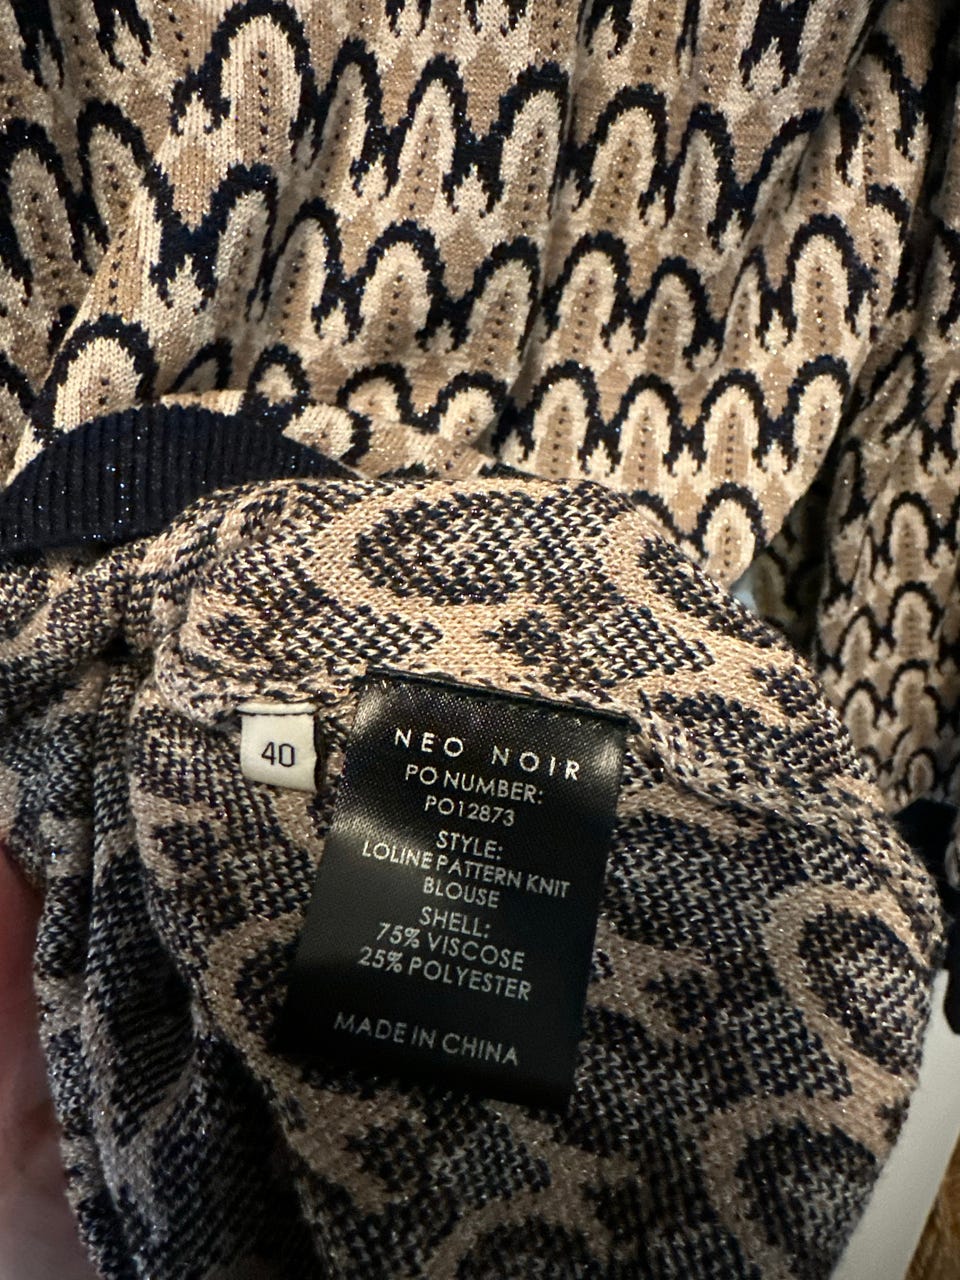 40
NEO NOIR
PO NUMBER:
PO12873
STYLE:
LOLINE PATTERN KNIT
BLOUSE
SHELL:
75% VISCOSE
25% POLYESTER
MADE IN CHINA